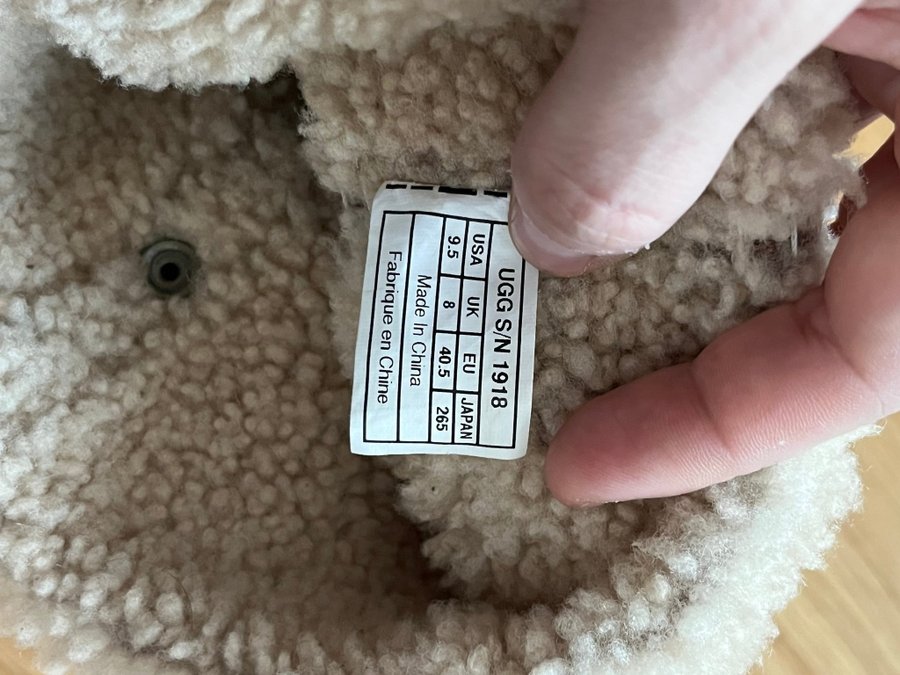 UGG S/N 1918
USA UK EU JAPAN
9.5 8 40.5 265
Made In China
Fabrique en Chine